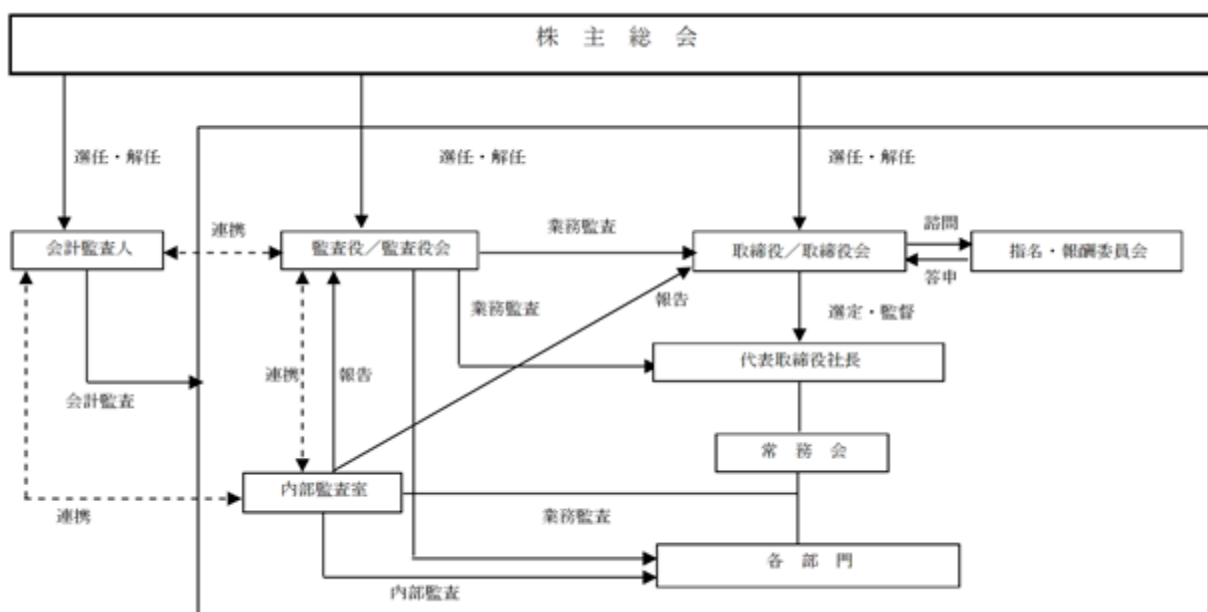 株主総会
選任・解任
選任・解任
選任・解任
会計監査人
連携
監査役／監査役会
業務監査
取締役／取締役会
諮問
答申
指名・報酬委員会
業務監査
報告
選定・監督
代表取締役社長
会計監査
連携
報告
常務会
内部監査室
連携
業務監査
各部門
内部監査